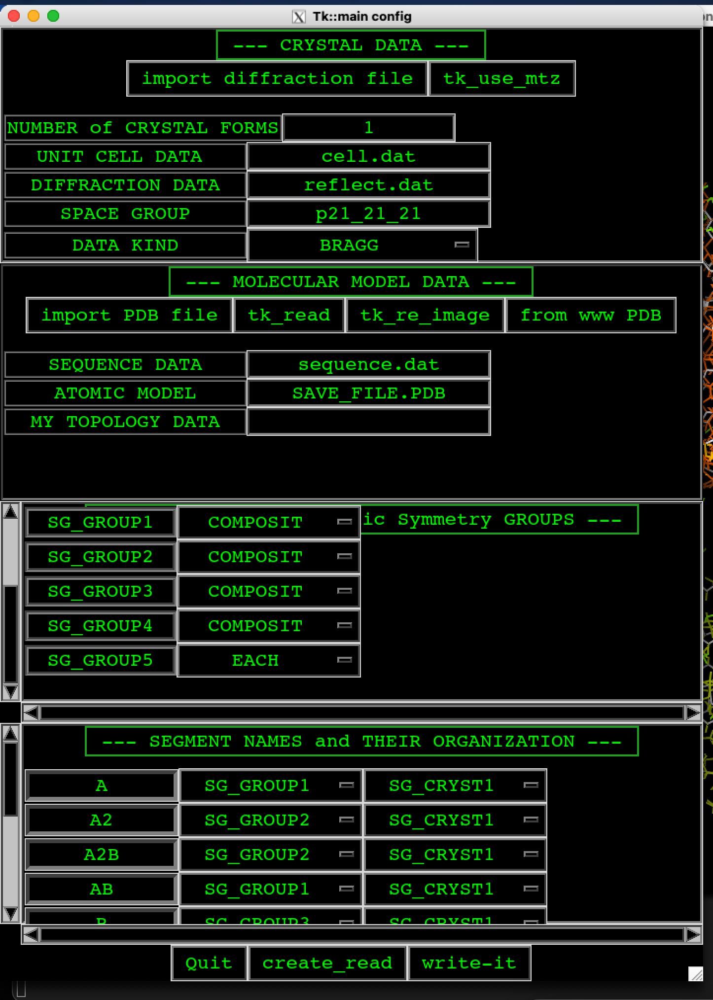 Tk::main config
--- CRYSTAL DATA ---
import diffraction file tk_use_mtz
NUMBER of CRYSTAL FORMS 1
UNIT CELL DATA cell.dat
DIFFRACTION DATA reflect.dat
SPACE GROUP p21_21_21
DATA KIND BRAGG
--- MOLECULAR MODEL DATA ---
import PDB file tk_read tk_re_image from www PDB
SEQUENCE DATA sequence.dat
ATOMIC MODEL SAVE_FILE.PDB
MY TOPOLOGY DATA
SG_GROUP1 COMPOSIT ic Symmetry GROUPS ---
SG_GROUP2 COMPOSIT
SG_GROUP3 COMPOSIT
SG_GROUP4 COMPOSIT
SG_GROUP5 EACH
--- SEGMENT NAMES and THEIR ORGANIZATION ---
A SG_GROUP1 SG_CRYST1
A2 SG_GROUP2 SG_CRYST1
A2B SG_GROUP2 SG_CRYST1
AB SG_GROUP1 SG_CRYST1
SG_GROUP3 SG_CRYST1
Quit create_read write-it